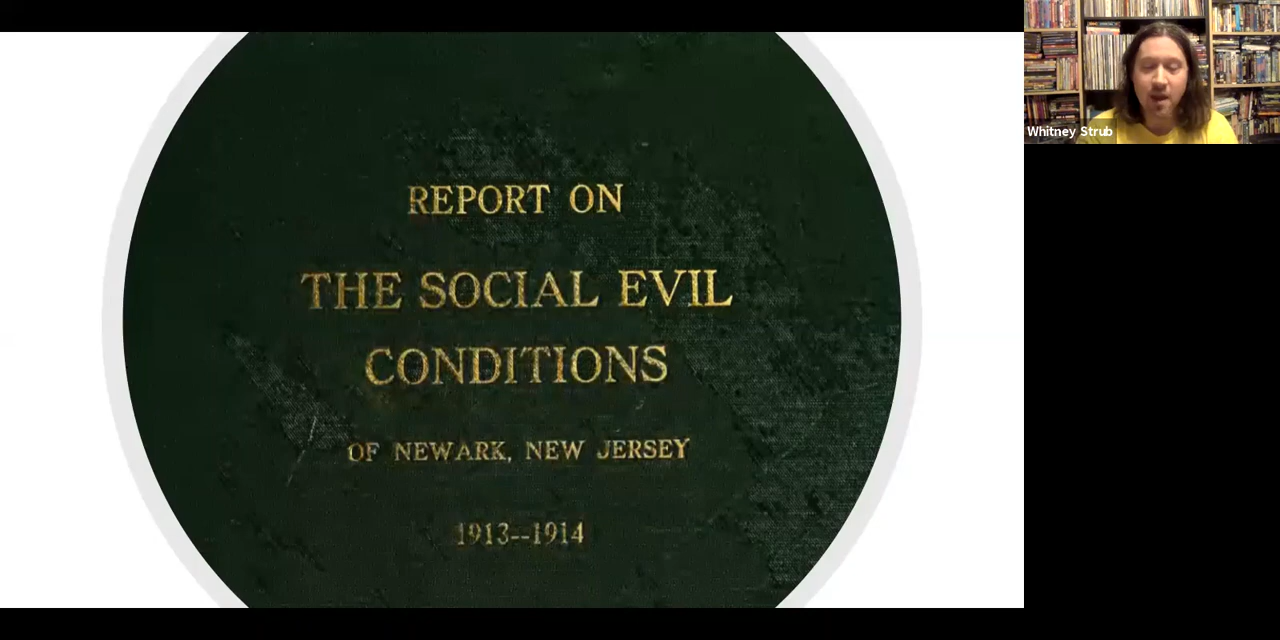 REPORT ON
THE SOCIAL EVIL
CONDITIONS
OF NEWARK, NEW JERSEY
1913--1914
Whitney Strub